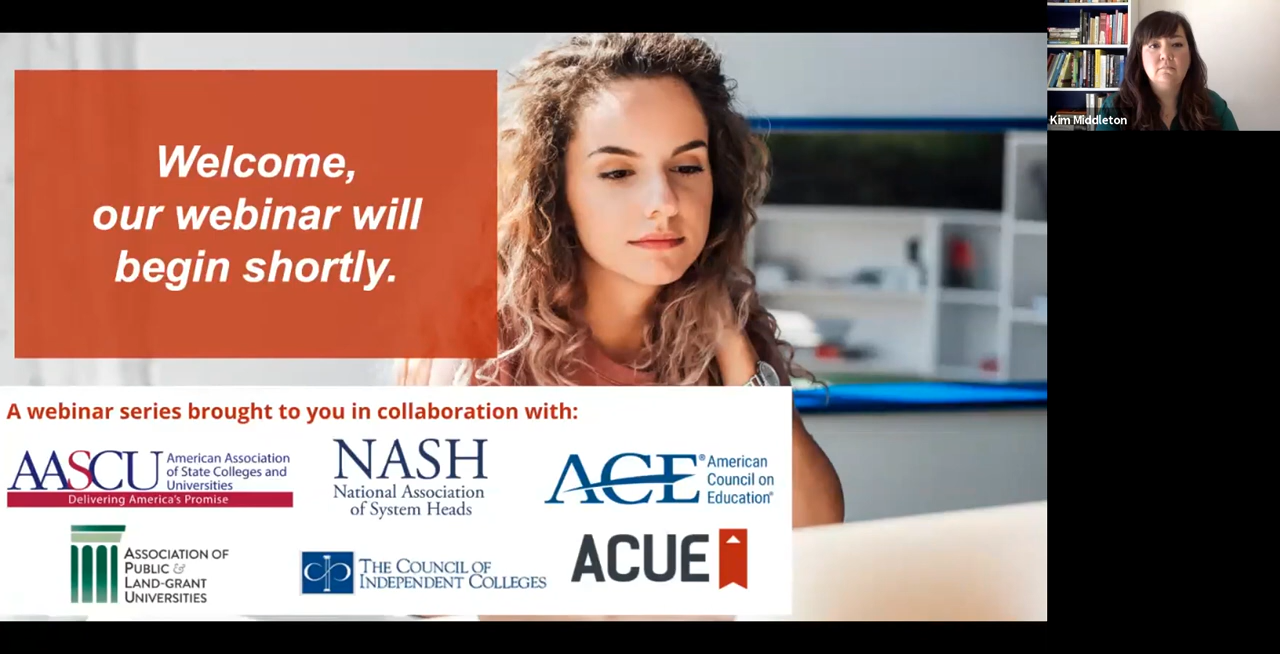 Welcome,
our webinar will
begin shortly.
Kim Middleton
A webinar series brought to you in collaboration with:
AASCU American Association
of State Colleges and
Universities
Delivering America's Promise
NASH
National Association
of System Heads
ACE® American
Council on
Education®
ASSOCIATION OF
PUBLIC &
LAND-GRANT
UNIVERSITIES
THE COUNCIL OF
INDEPENDENT COLLEGES
ACUE